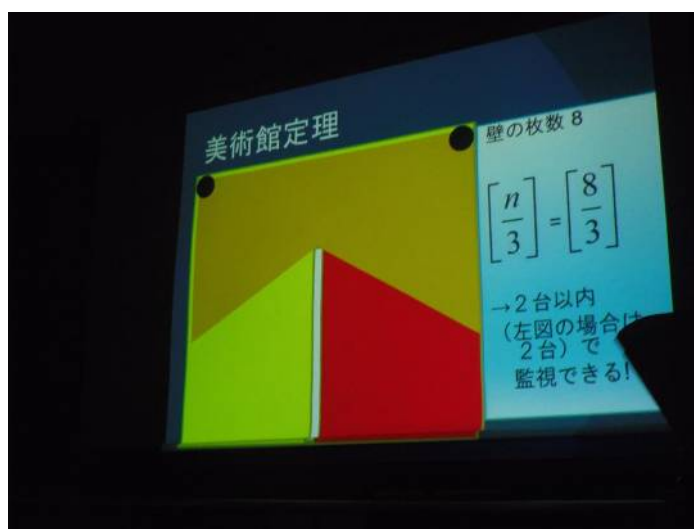 美術館定理
壁の枚数 8
[n/3] = [8/3]
→2台以内
(左図の場合は
2台)で
監視できる!